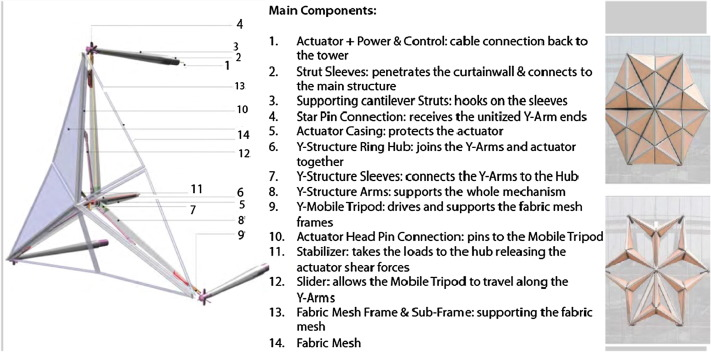 4
3
2
1
13
10
14
12
11
6
5
7
8
9
Main Components:
1. Actuator + Power & Control: cable connection back to
the tower
2. Strut Sleeves: penetrates the curtainwall & connects to
the main structure
3. Supporting cantilever Struts: hooks on the sleeves
4. Star Pin Connection: receives the unitized Y-Arm ends
5. Actuator Casing: protects the actuator
6. Y-Structure Ring Hub: joins the Y-Arms and actuator
together
7. Y-Structure Sleeves: connects the Y-Arms to the Hub
8. Y-Structure Arms: supports the whole mechanism
9. Y-Mobile Tripod: drives and supports the fabric mesh
frames
10. Actuator Head Pin Connection: pins to the Mobile Tripod
11. Stabilizer: takes the loads to the hub releasing the
actuator shear forces
12. Slider: allows the Mobile Tripod to travel along the
Y-Arms
13. Fabric Mesh Frame & Sub-Frame: supporting the fabric
mesh
14. Fabric Mesh